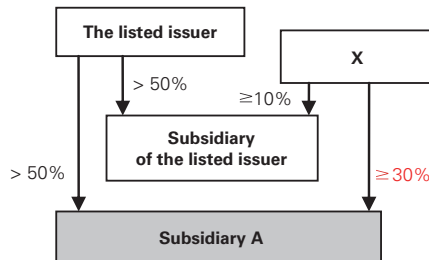 The listed issuer
X
> 50%
≥10%
Subsidiary
of the listed issuer
> 50%
≥30%
Subsidiary A